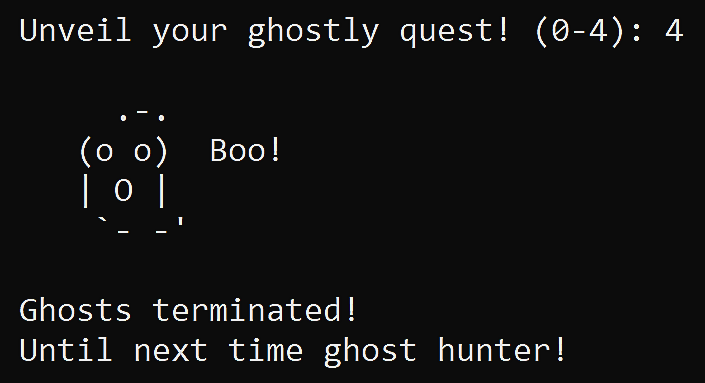 Unveil your ghostly quest! (0-4): 4
     .-.
   (o o)  Boo!
   | O |
    `- -'
Ghosts terminated!
Until next time ghost hunter!